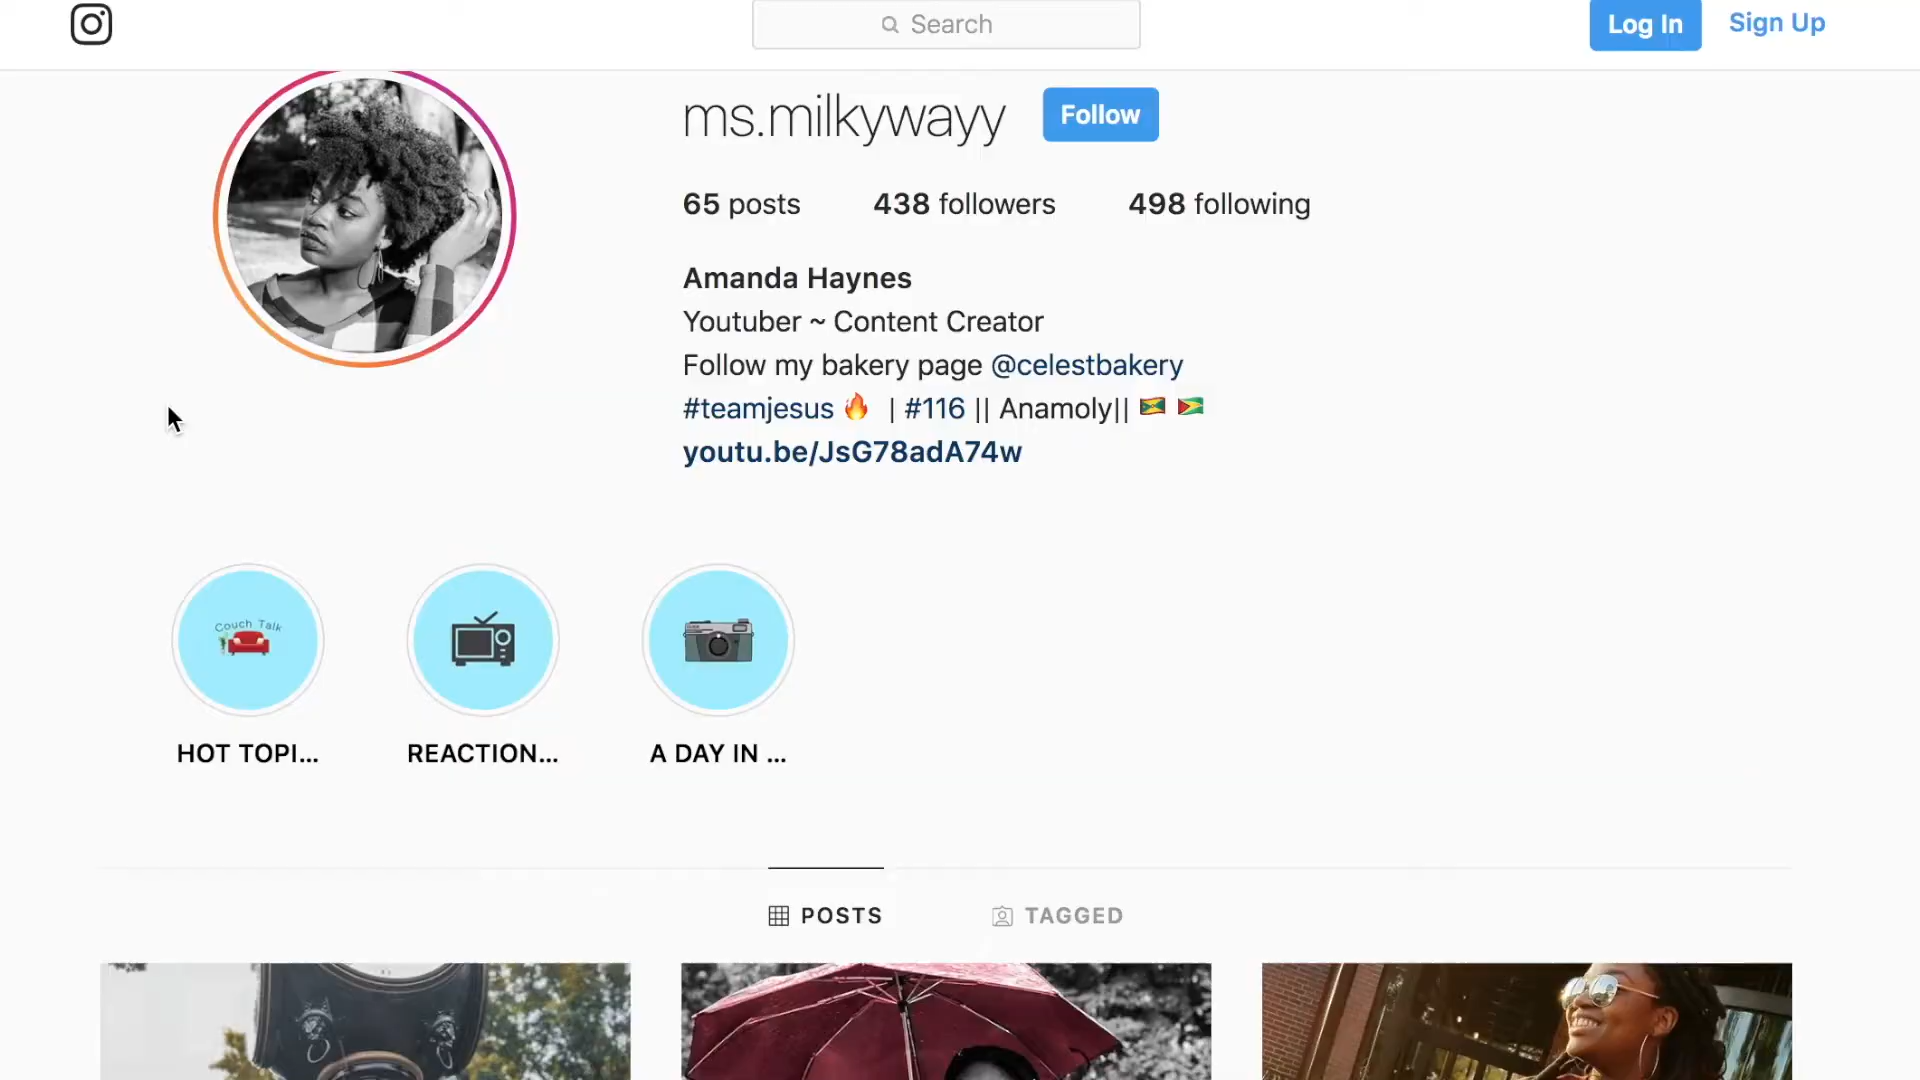 Search
Log In
Sign Up
ms.milkywayy
Follow
65 posts
438 followers
498 following
Amanda Haynes
Youtuber ~ Content Creator
Follow my bakery page @celestbakery
#teamjesus 🔥 | #116 || Anamoly|| 🇬🇩 🇬🇾
youtu.be/JsG78adA74w
Couch Talk
HOT TOPI...
REACTION...
A DAY IN ...
POSTS
TAGGED